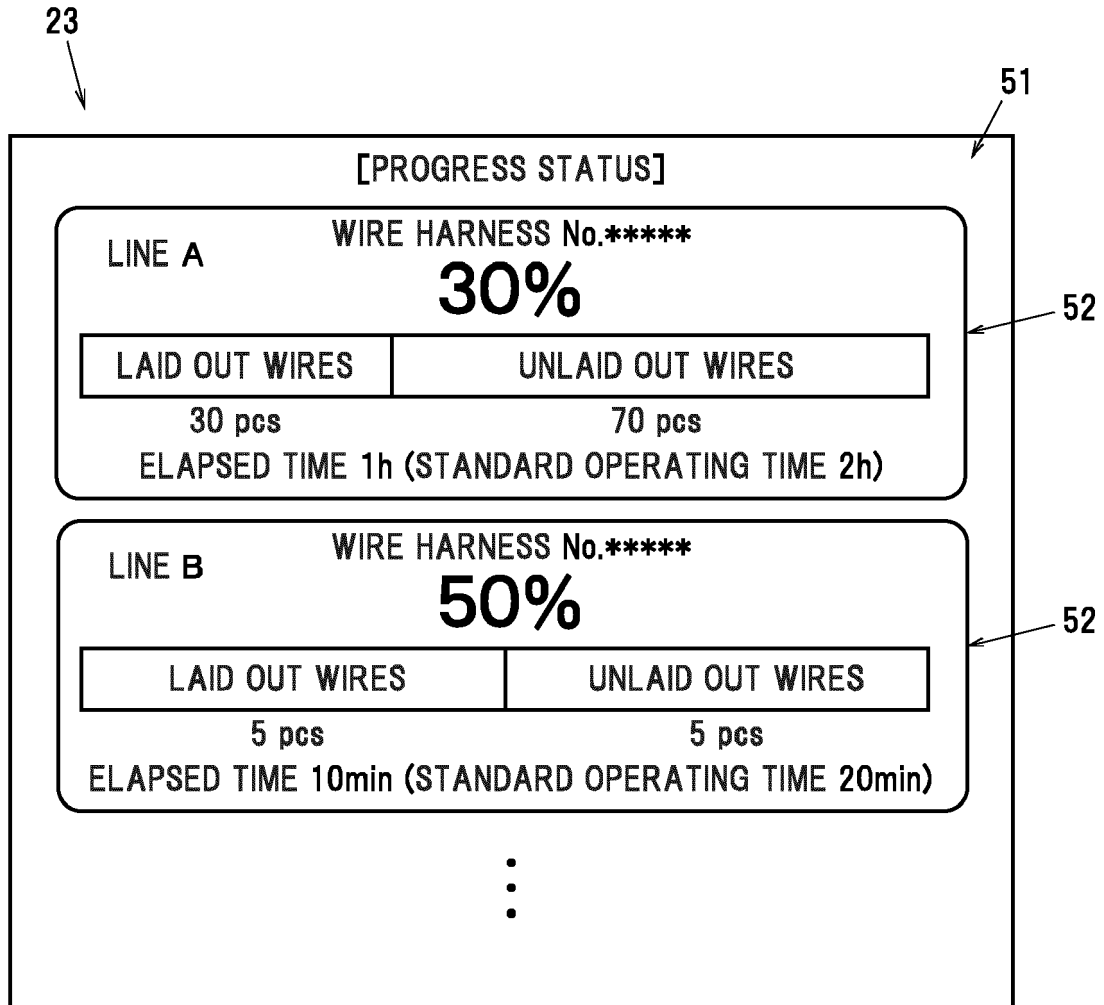 23
51
[PROGRESS STATUS]
WIRE HARNESS No.*****
LINE A
30%
52
LAID OUT WIRES UNLAID OUT WIRES
30 pcs 70 pcs
ELAPSED TIME 1h (STANDARD OPERATING TIME 2h)
WIRE HARNESS No.*****
LINE B
50%
52
LAID OUT WIRES UNLAID OUT WIRES
5 pcs 5 pcs
ELAPSED TIME 10min (STANDARD OPERATING TIME 20min)